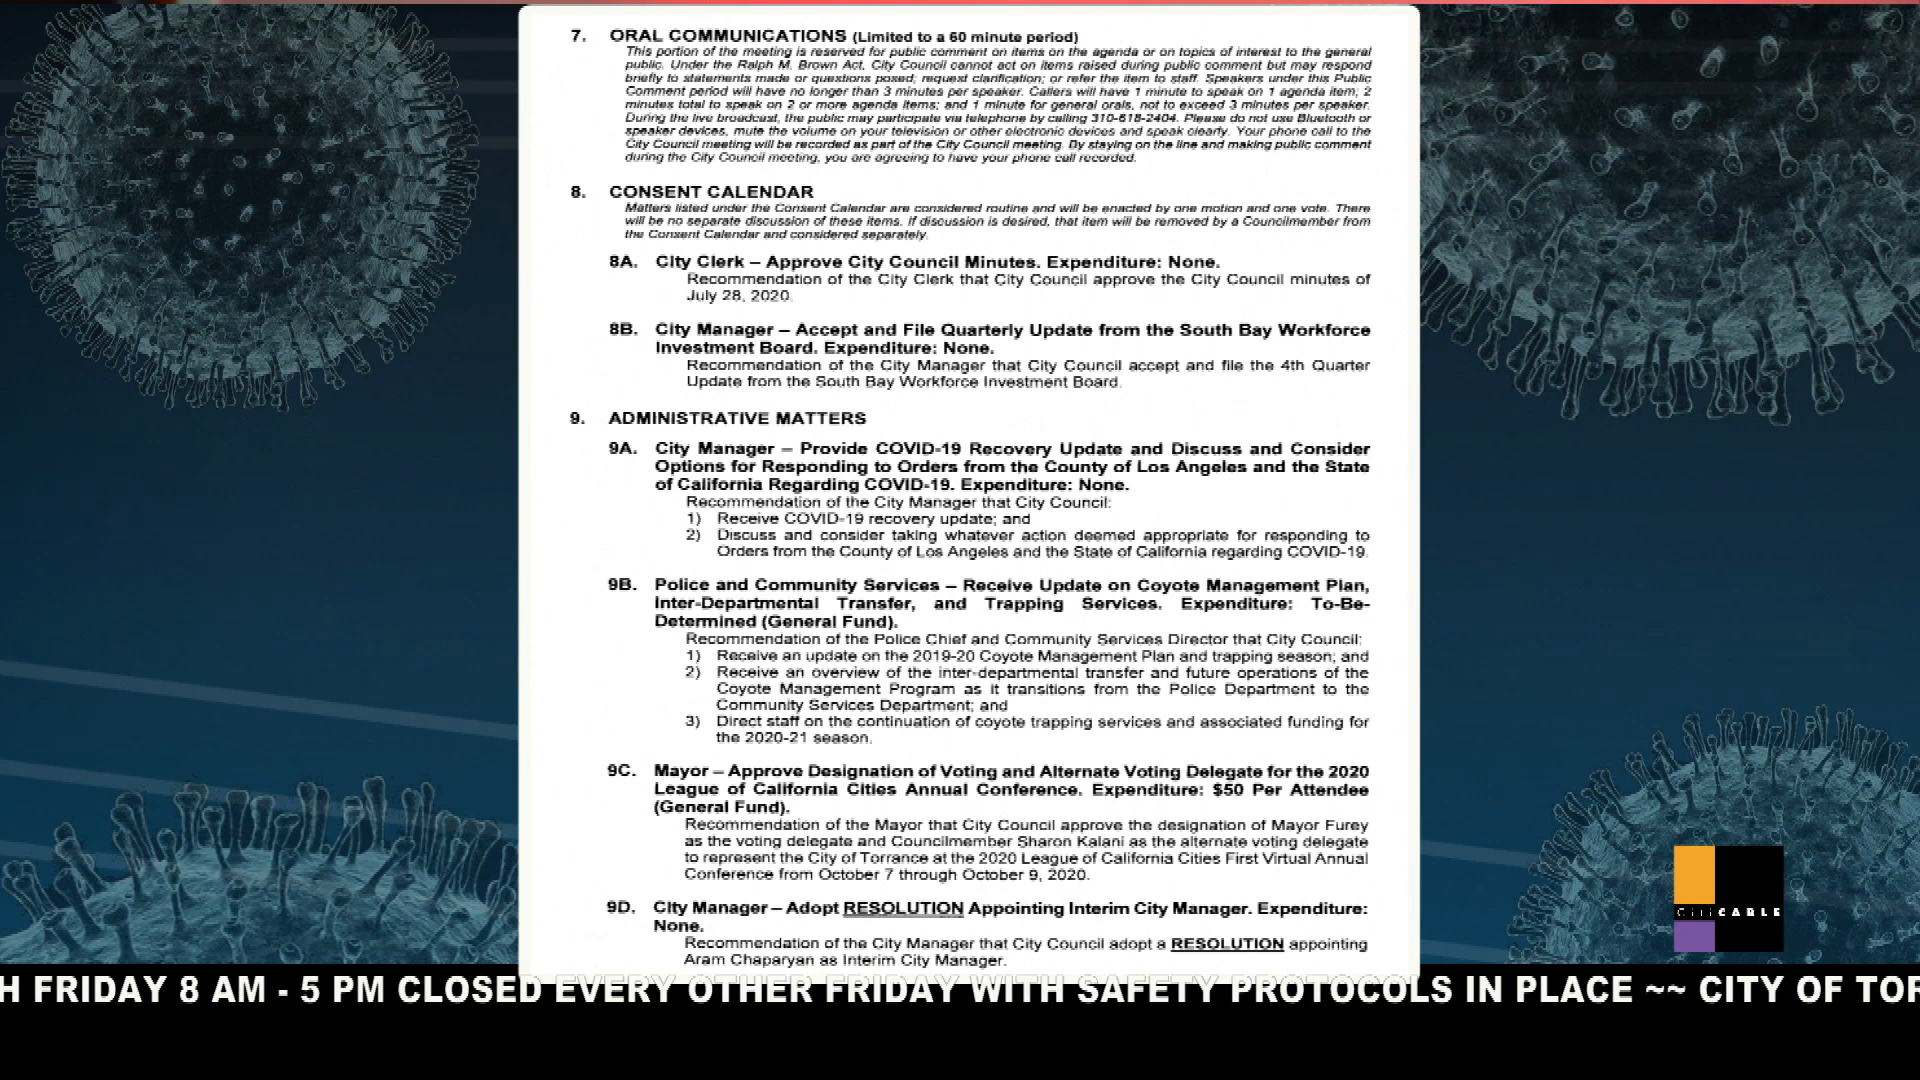 7. ORAL COMMUNICATIONS (Limited to a 60 minute period)
This portion of the meeting is reserved for public comment on items on the agenda or on topics of interest to the general
public. Under the Ralph M. Brown Act, City Council cannot act on items raised during public comment but may respond
briefly to statements made or questions posed; request clarification; or refer the item to staff. Speakers under this Public
Comment period will have no longer than 3 minutes per speaker. Callers will have 1 minute to speak on 1 agenda item; 2
minutes total to speak on 2 or more agenda items; and 1 minute for general orals, not to exceed 3 minutes per speaker.
During the live broadcast, the public may participate via telephone by calling 310-618-2404. Please do not use Bluetooth or
speaker devices, mute the volume on your television or other electronic devices and speak clearly. Your phone call to the
City Council meeting will be recorded as part of the City Council meeting. By staying on the line and making public comment
during the City Council meeting, you are agreeing to have your phone call recorded.
8. CONSENT CALENDAR
Matters listed under the Consent Calendar are considered routine and will be enacted by one motion and one vote. There
will be no separate discussion of these items. If discussion is desired, that item will be removed by a Councilmember from
the Consent Calendar and considered separately.
8A. City Clerk – Approve City Council Minutes. Expenditure: None.
Recommendation of the City Clerk that City Council approve the City Council minutes of
July 28, 2020.
8B. City Manager – Accept and File Quarterly Update from the South Bay Workforce
Investment Board. Expenditure: None.
Recommendation of the City Manager that City Council accept and file the 4th Quarter
Update from the South Bay Workforce Investment Board.
9. ADMINISTRATIVE MATTERS
9A. City Manager – Provide COVID-19 Recovery Update and Discuss and Consider
Options for Responding to Orders from the County of Los Angeles and the State
of California Regarding COVID-19. Expenditure: None.
Recommendation of the City Manager that City Council:
1) Receive COVID-19 recovery update; and
2) Discuss and consider taking whatever action deemed appropriate for responding to
Orders from the County of Los Angeles and the State of California regarding COVID-19.
9B. Police and Community Services – Receive Update on Coyote Management Plan,
Inter-Departmental Transfer, and Trapping Services. Expenditure: To-Be-
Determined (General Fund).
Recommendation of the Police Chief and Community Services Director that City Council:
1) Receive an update on the 2019-20 Coyote Management Plan and trapping season; and
2) Receive an overview of the inter-departmental transfer and future operations of the
Coyote Management Program as it transitions from the Police Department to the
Community Services Department; and
3) Direct staff on the continuation of coyote trapping services and associated funding for
the 2020-21 season.
9C. Mayor – Approve Designation of Voting and Alternate Voting Delegate for the 2020
League of California Cities Annual Conference. Expenditure: $50 Per Attendee
(General Fund).
Recommendation of the Mayor that City Council approve the designation of Mayor Furey
as the voting delegate and Councilmember Sharon Kalani as the alternate voting delegate
to represent the City of Torrance at the 2020 League of California Cities First Virtual Annual
Conference from October 7 through October 9, 2020.
9D. City Manager – Adopt RESOLUTION Appointing Interim City Manager. Expenditure:
None.
Recommendation of the City Manager that City Council adopt a RESOLUTION appointing
Aram Chaparyan as Interim City Manager.
CITICABLE
H FRIDAY 8 AM - 5 PM CLOSED EVERY OTHER FRIDAY WITH SAFETY PROTOCOLS IN PLACE ~~ CITY OF TOR